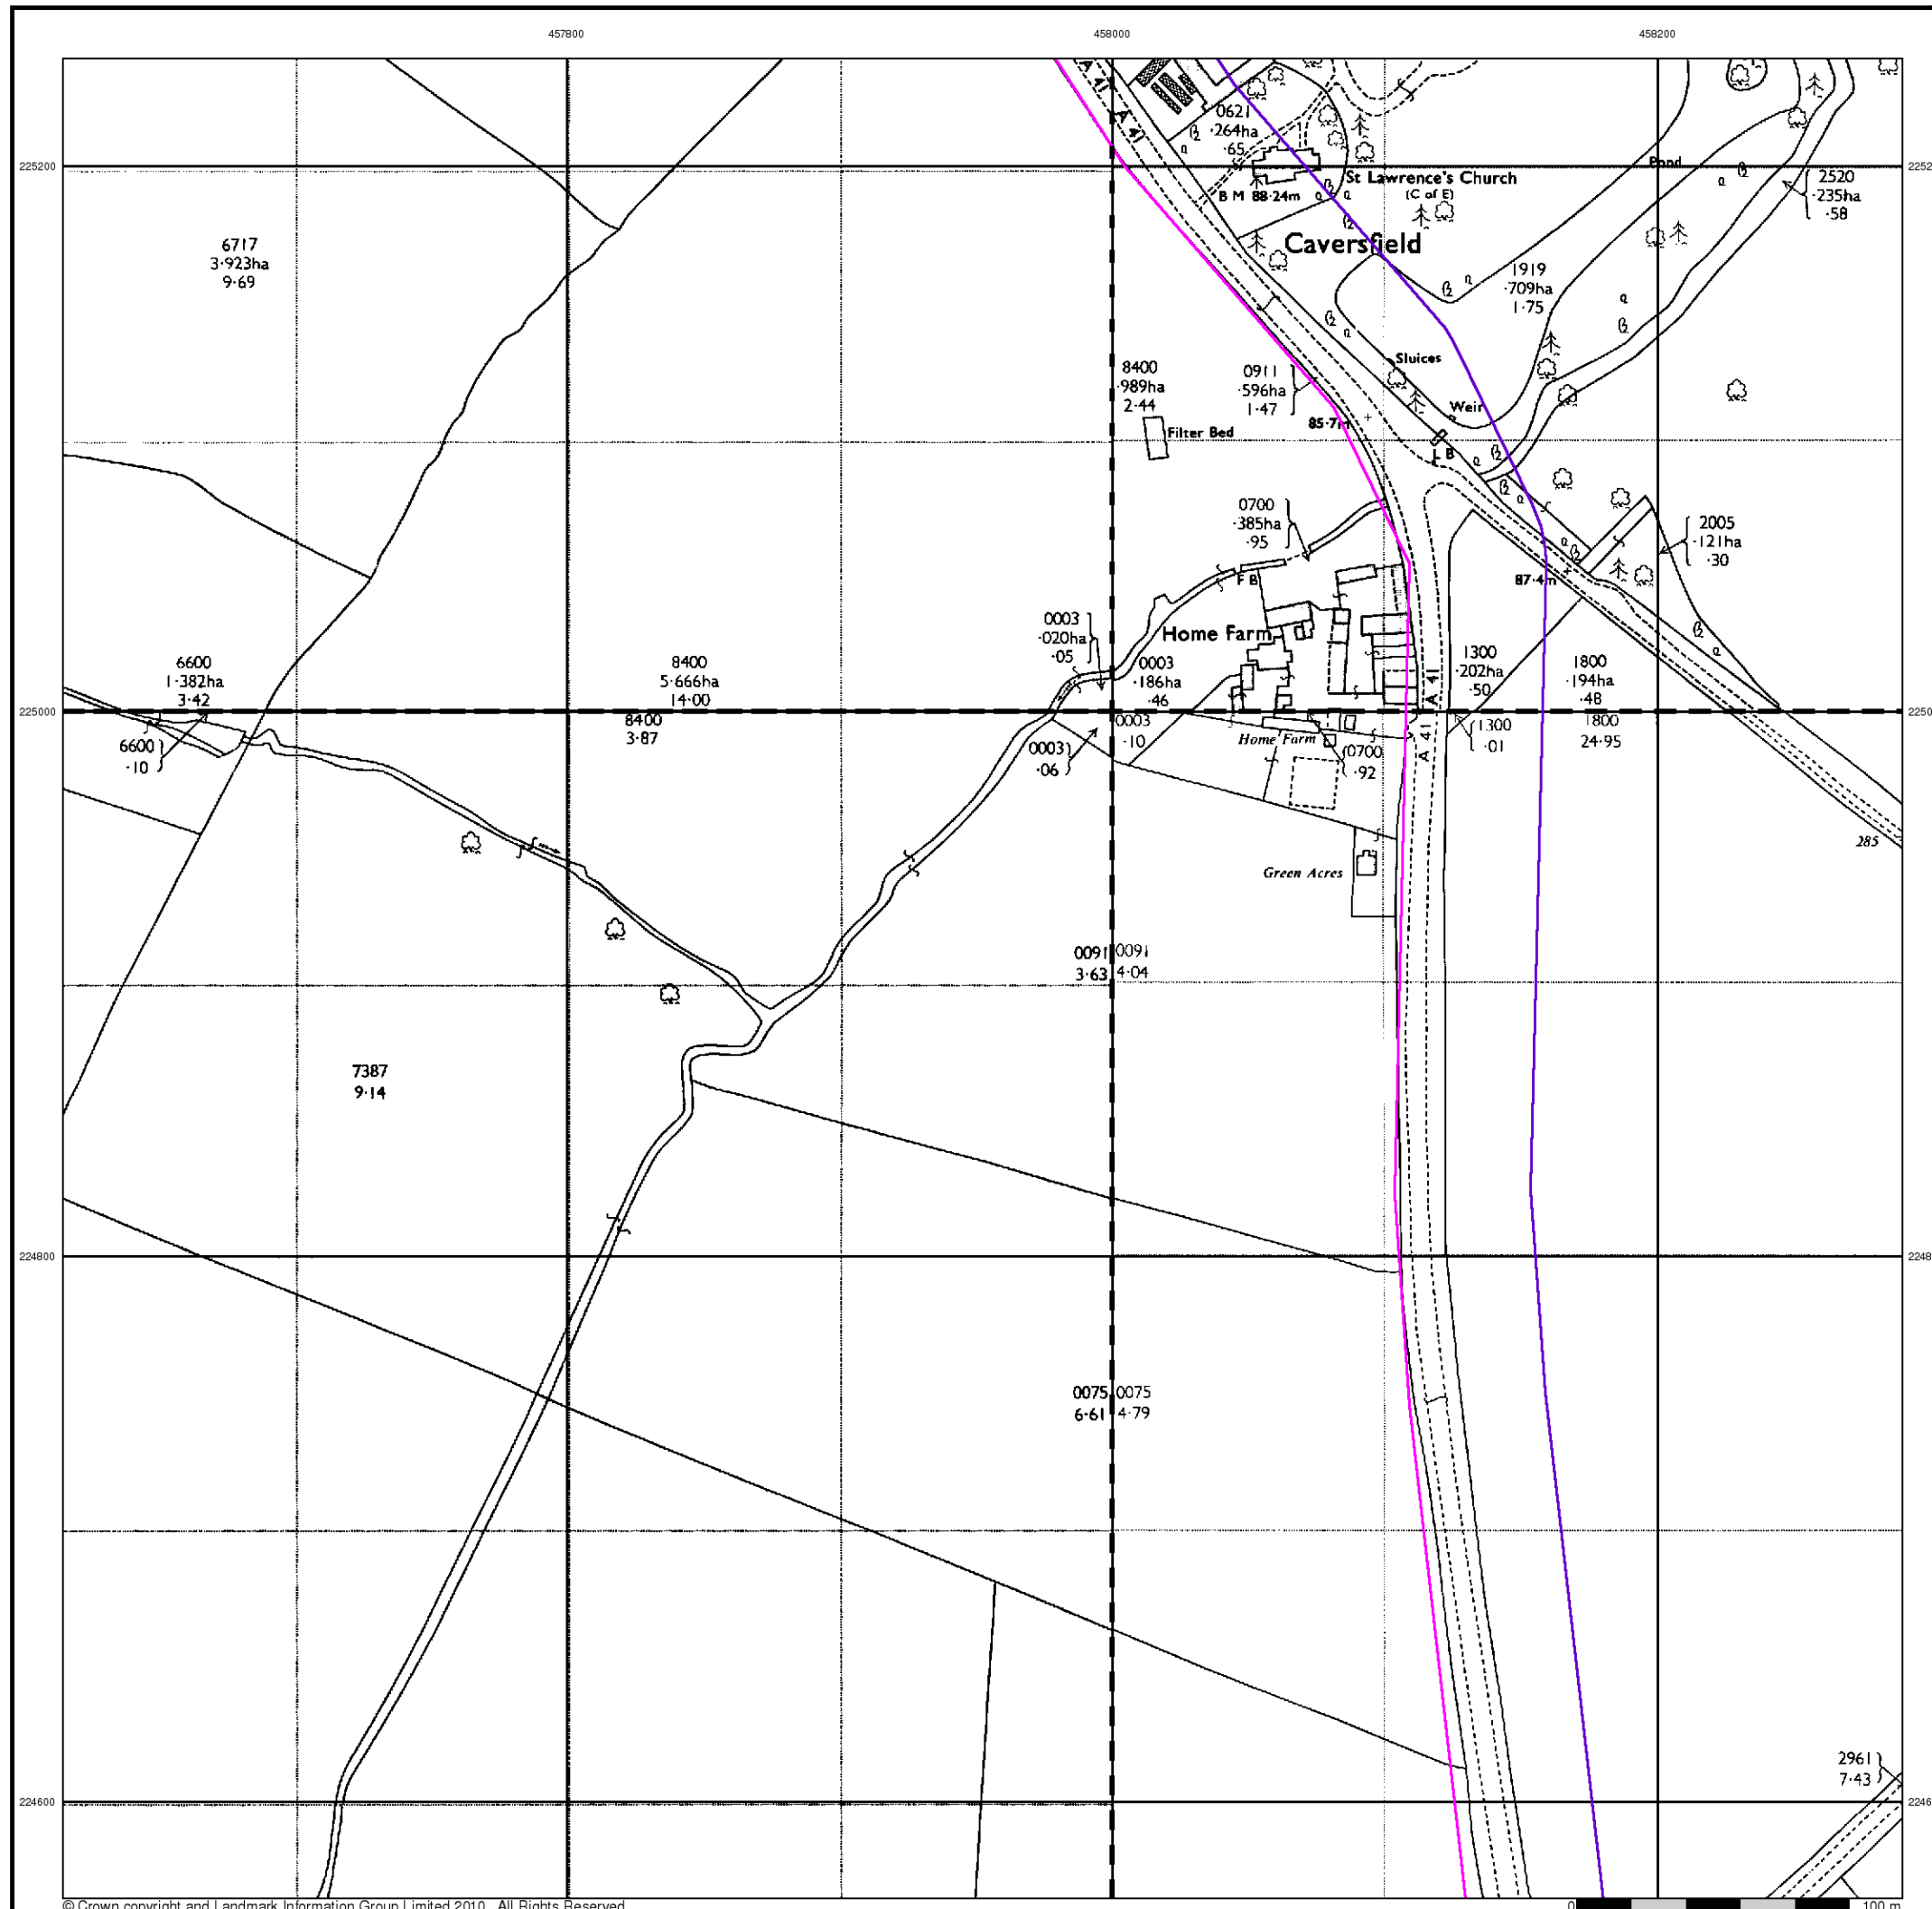 457800
458000
458200
A 41
A 41
0621
·264ha
·65
225200
Pond
St Lawrence's Church
(C of E)
B M 88·24m
2520
·235ha
·58
Caversfield
6717
3·923ha
9·69
1919
·709ha
1·75
Sluices
8400
·989ha
2·44
0911
·596ha
1·47
Weir
85·7m
Filter Bed
L B
0700
·385ha
·95
2005
·121ha
·30
F B
87·4m
0003
·020ha
·05
Home Farm
6600
1·382ha
3·42
8400
5·666ha
14·00
0003
·186ha
·46
1300
·202ha
·50
1800
·194ha
·48
A 41
225000
8400
3·87
0003
·10
1300
·01
1800
24·95
6600
·10
0003
·06
Home Farm
0700
·92
A 41
285
Green Acres
0091
3·63
0091
4·04
7387
9·14
224800
0075
6·61
0075
4·79
2961
7·43
224600
© Crown copyright and Landmark Information Group Limited 2010. All Rights Reserved.
0
100 m